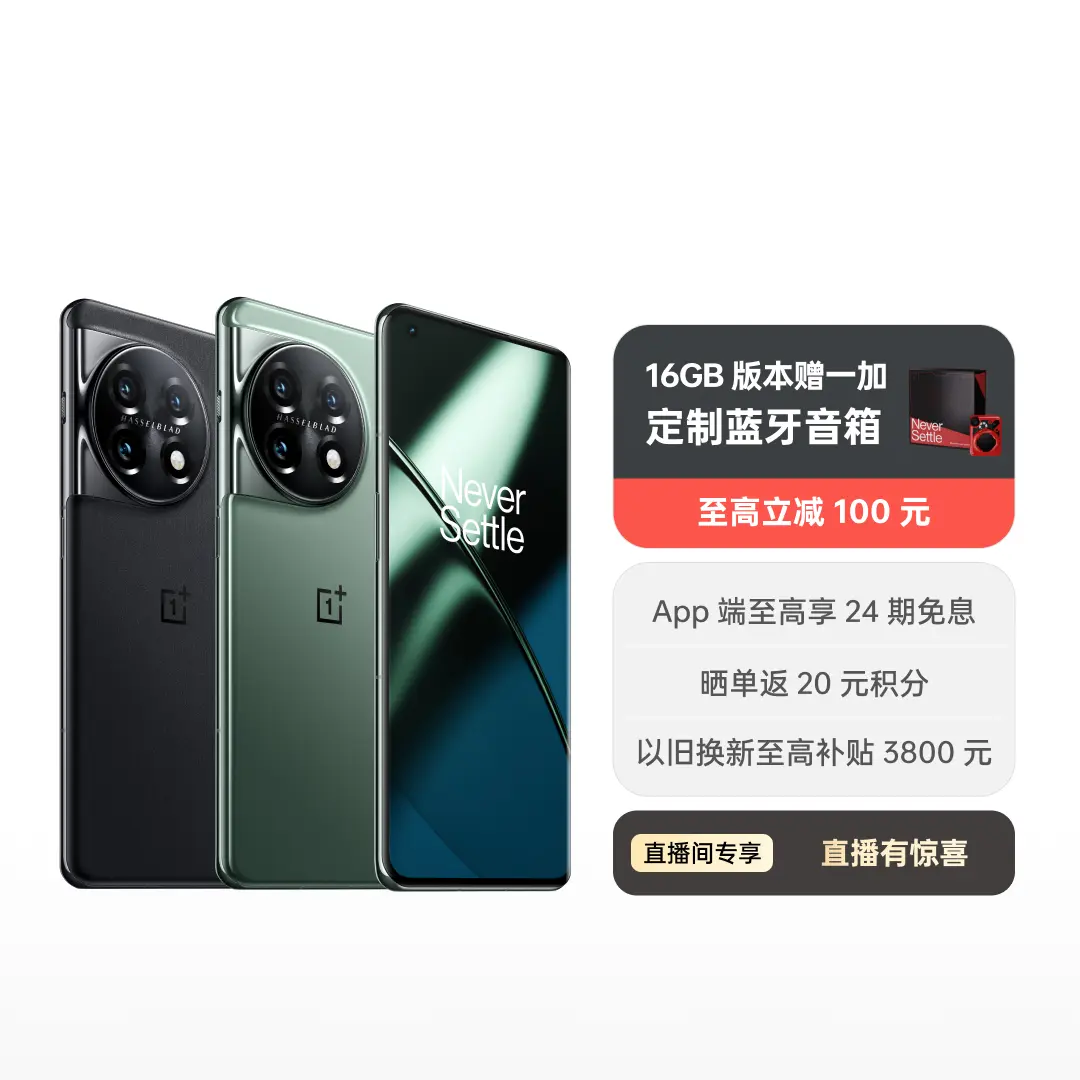 HASSELBLAD
HASSELBLAD
Never
Settle
16GB 版本赠一加
定制蓝牙音箱
Never
Settle
至高立减 100 元
App 端至高享 24 期免息
晒单返 20 元积分
以旧换新至高补贴 3800 元
直播间专享 直播有惊喜